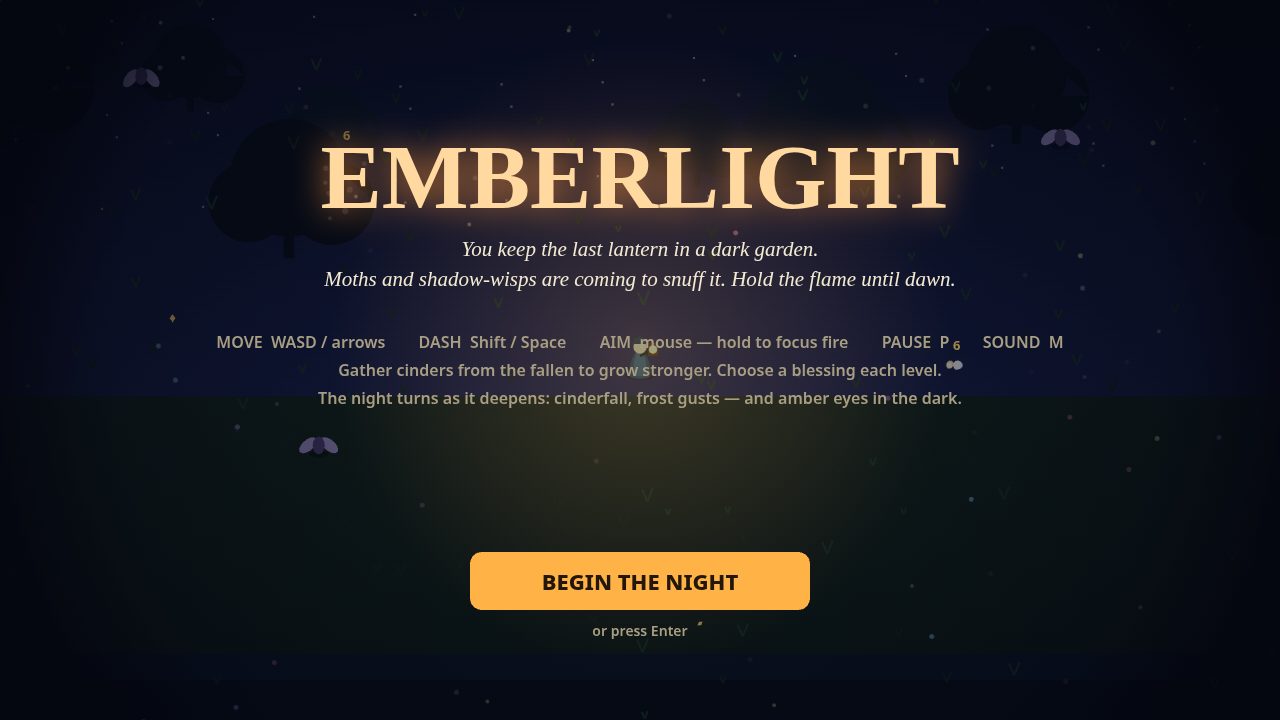 6
EMBERLIGHT
You keep the last lantern in a dark garden.
Moths and shadow-wisps are coming to snuff it. Hold the flame until dawn.
MOVE WASD / arrows DASH Shift / Space AIM mouse — hold to focus fire PAUSE P 6 SOUND M
Gather cinders from the fallen to grow stronger. Choose a blessing each level.
The night turns as it deepens: cinderfall, frost gusts — and amber eyes in the dark.
BEGIN THE NIGHT
or press Enter